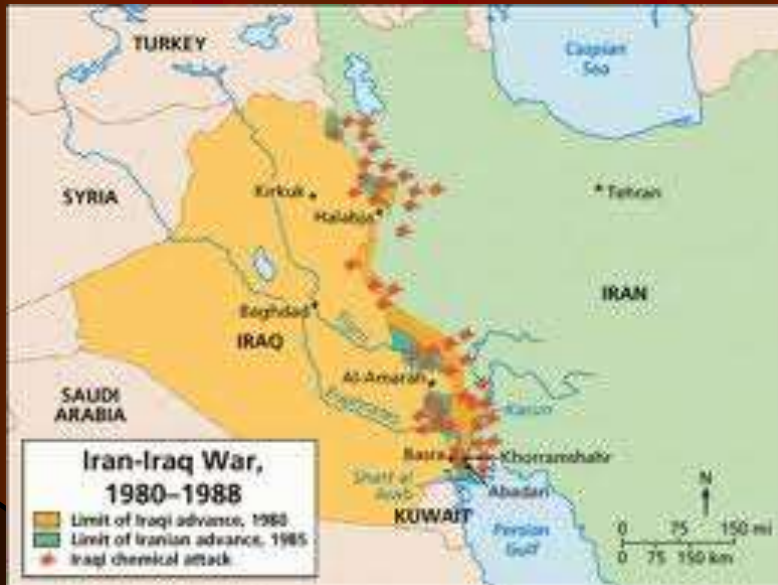 TURKEY
Caspian
Sea
SYRIA
Kirkuk
Halabja
Tehran
IRAN
Baghdad
IRAQ
Al-Amarah
Euphrates
Karun
SAUDI
ARABIA
Basra
Khorramshahr
Shatt al
Arab
Abadan
KUWAIT
Persian
Gulf
N
0 75 150 mi
0 75 150 km
Iran-Iraq War,
1980–1988
Limit of Iraqi advance, 1980
Limit of Iranian advance, 1985
Iraqi chemical attack